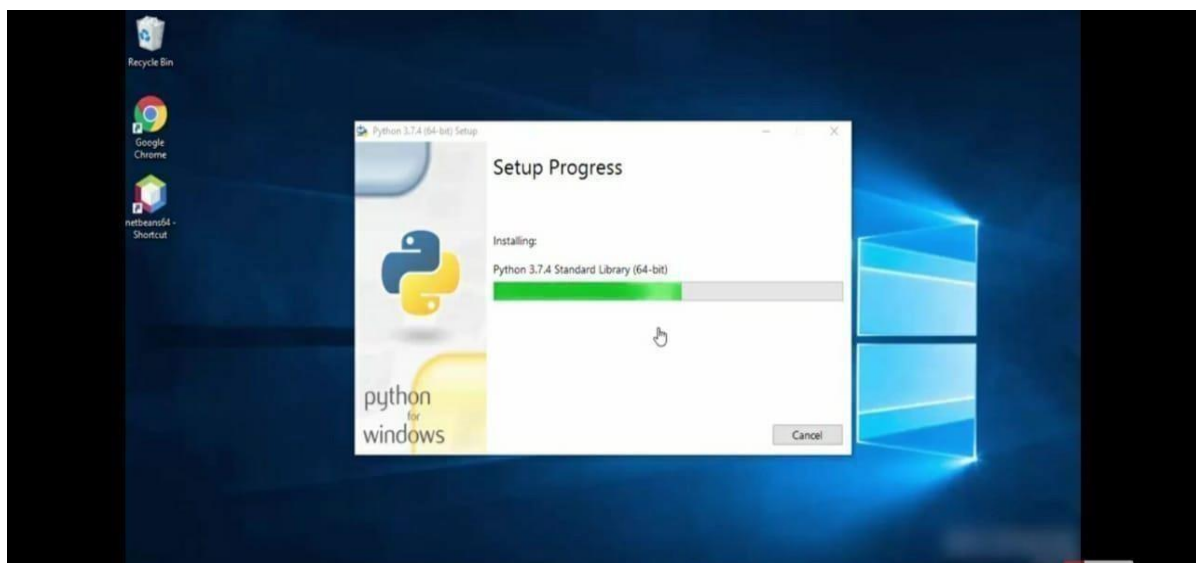 Recycle Bin
Google
Chrome
netbeans64 -
Shortcut
Python 3.7.4 (64-bit) Setup
Setup Progress
Installing:
Python 3.7.4 Standard Library (64-bit)
python
for
windows
Cancel